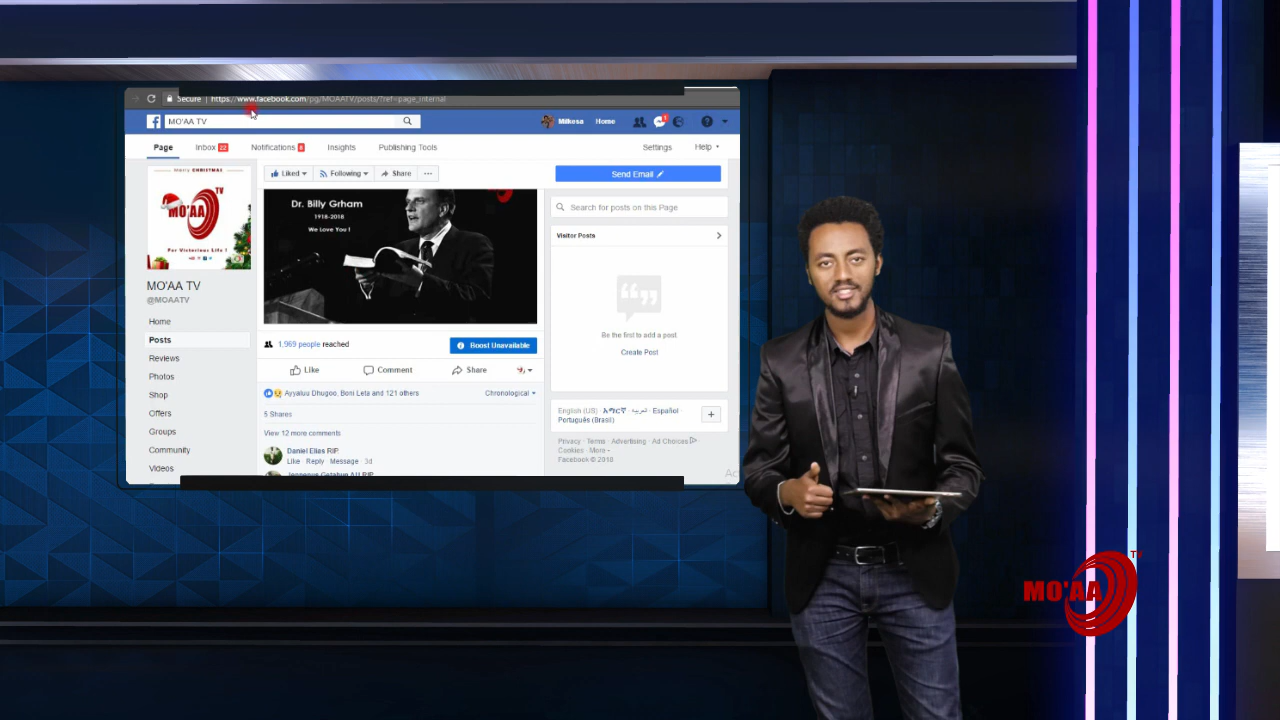 Secure | https://www.facebook.com/pg/MOAATV/posts/?ref=page_internal
MO'AA TV
Milkesa Home
Page Inbox 22 Notifications 8 Insights Publishing Tools Settings Help
Merry CHRISTMAS
MO'AA TV
For Victorious Life !
MO'AA TV
@MOAATV
Home
Posts
Reviews
Photos
Shop
Offers
Groups
Community
Videos
Liked Following Share ...
Dr. Billy Grham
1918-2018
We Love You !
1,969 people reached
Boost Unavailable
Like Comment Share
Ayyaluu Dhugoo, Boni Leta and 121 others Chronological
5 Shares
View 12 more comments
Daniel Elias RIP
Like · Reply · Message · 3d
Send Email
Search for posts on this Page
Visitor Posts
Be the first to add a post.
Create Post
English (US) · አማርኛ · العربية · Español ·
Português (Brasil)
Privacy · Terms · Advertising · Ad Choices ·
Cookies · More
Facebook © 2018
MO'AA TV